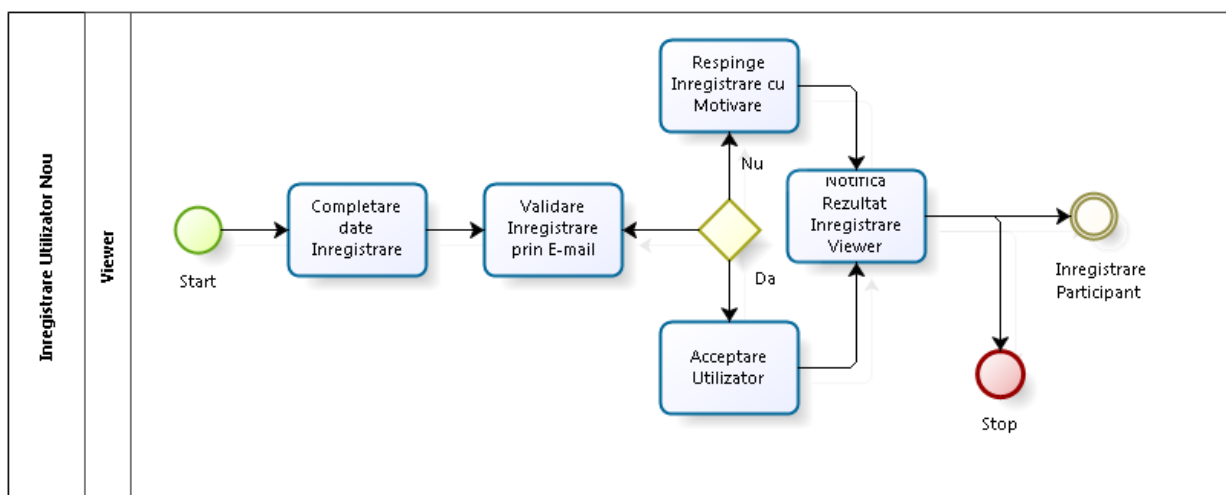 Inregistrare Utilizator Nou
Viewer
Start
Completare
date
Inregistrare
Validare
Inregistrare
prin E-mail
Respinge
Inregistrare cu
Motivare
Nu
Da
Acceptare
Utilizator
Notifica
Rezultat
Inregistrare
Viewer
Inregistrare
Participant
Stop